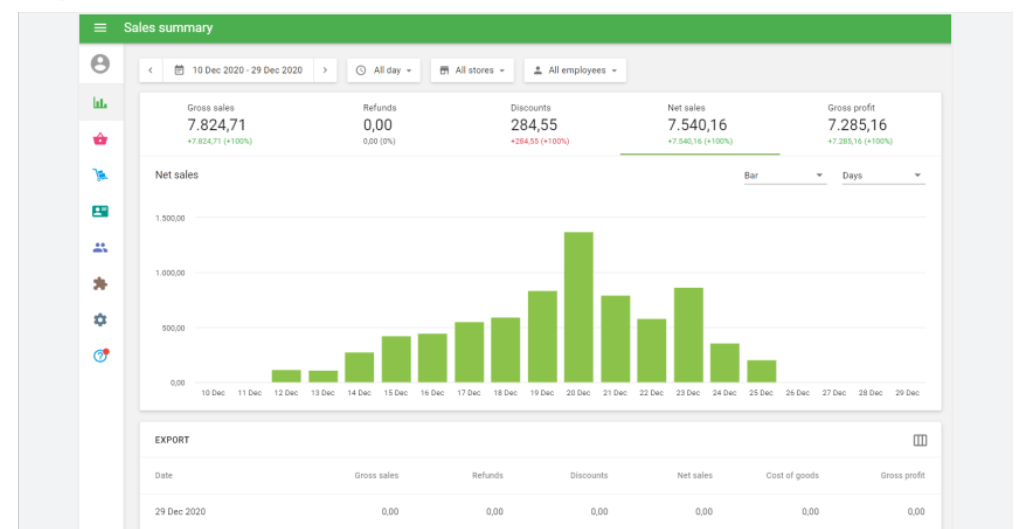 Sales summary
10 Dec 2020 - 29 Dec 2020
All day
All stores
All employees
Gross sales
7.824,71
+7.824,71 (+100%)
Refunds
0,00
0,00 (0%)
Discounts
284,55
+284,55 (+100%)
Net sales
7.540,16
+7.540,16 (+100%)
Gross profit
7.285,16
+7.285,16 (+100%)
Net sales
Bar
Days
1.500,00
1.000,00
500,00
0,00
10 Dec 11 Dec 12 Dec 13 Dec 14 Dec 15 Dec 16 Dec 17 Dec 18 Dec 19 Dec 20 Dec 21 Dec 22 Dec 23 Dec 24 Dec 25 Dec 26 Dec 27 Dec 28 Dec 29 Dec
EXPORT
Date Gross sales Refunds Discounts Net sales Cost of goods Gross profit
29 Dec 2020 0,00 0,00 0,00 0,00 0,00 0,00